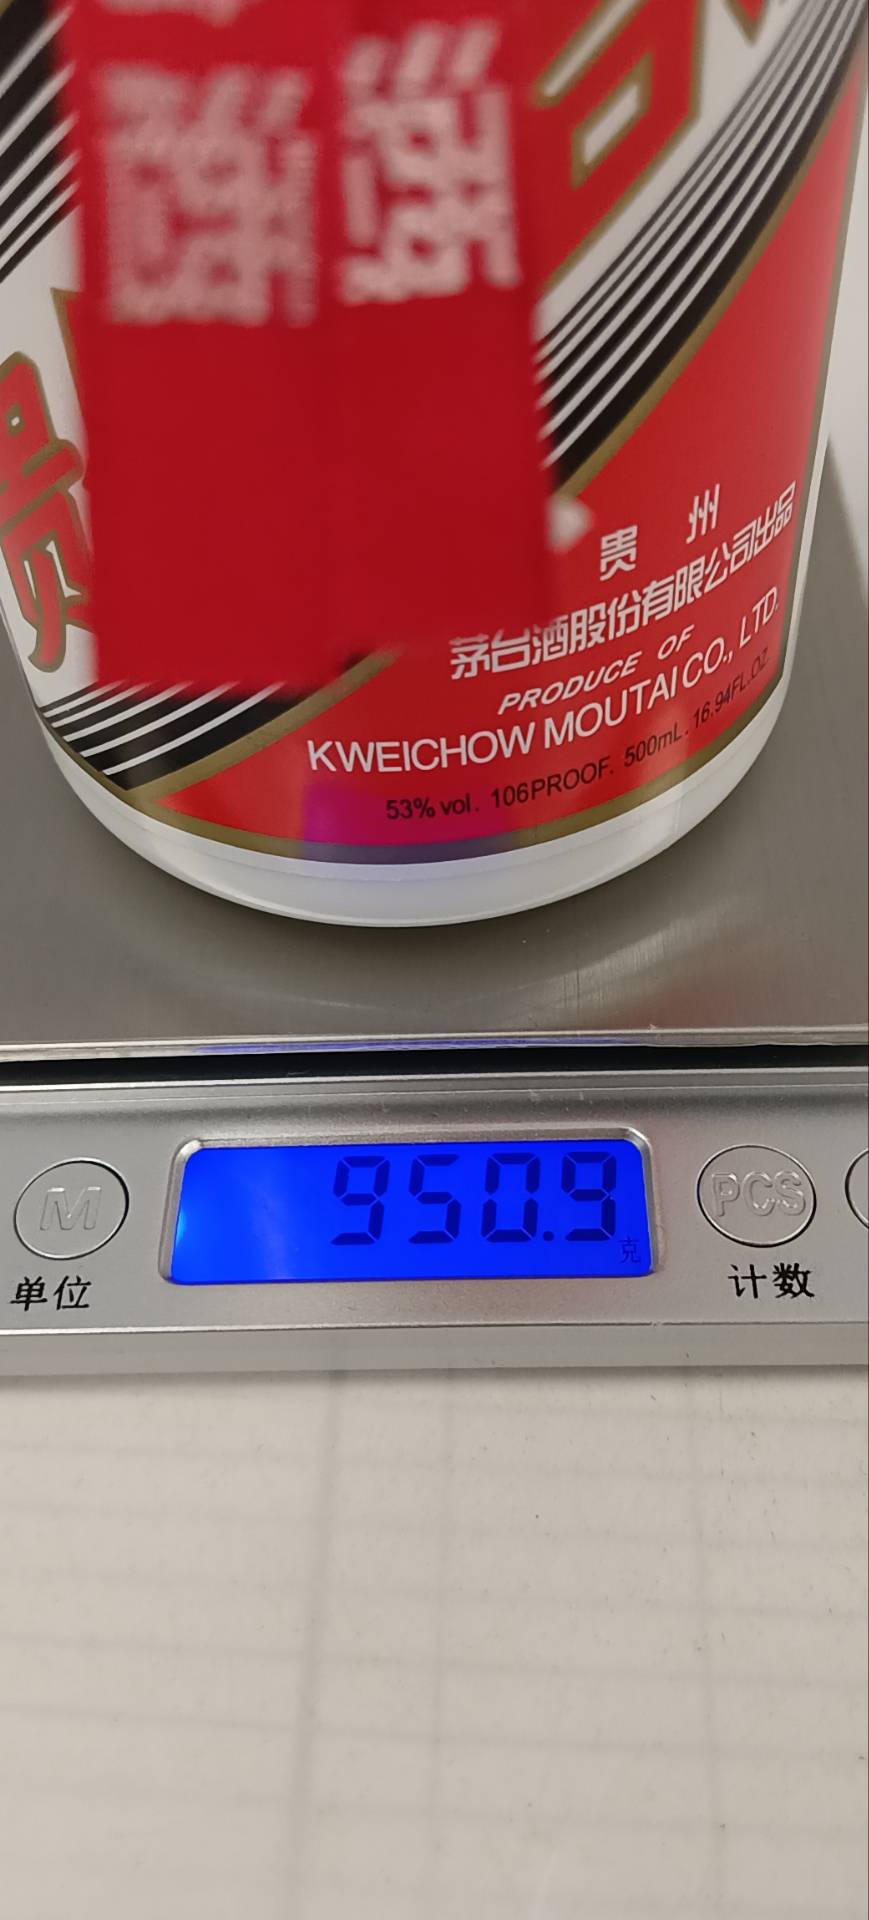 贵
贵 州
茅台酒股份有限公司出品
PRODUCE OF
KWEICHOW MOUTAI CO., LTD.
53% vol. 106PROOF. 500mL. 16.94FL.OZ
950.9
克
M
PCS
单位
计数